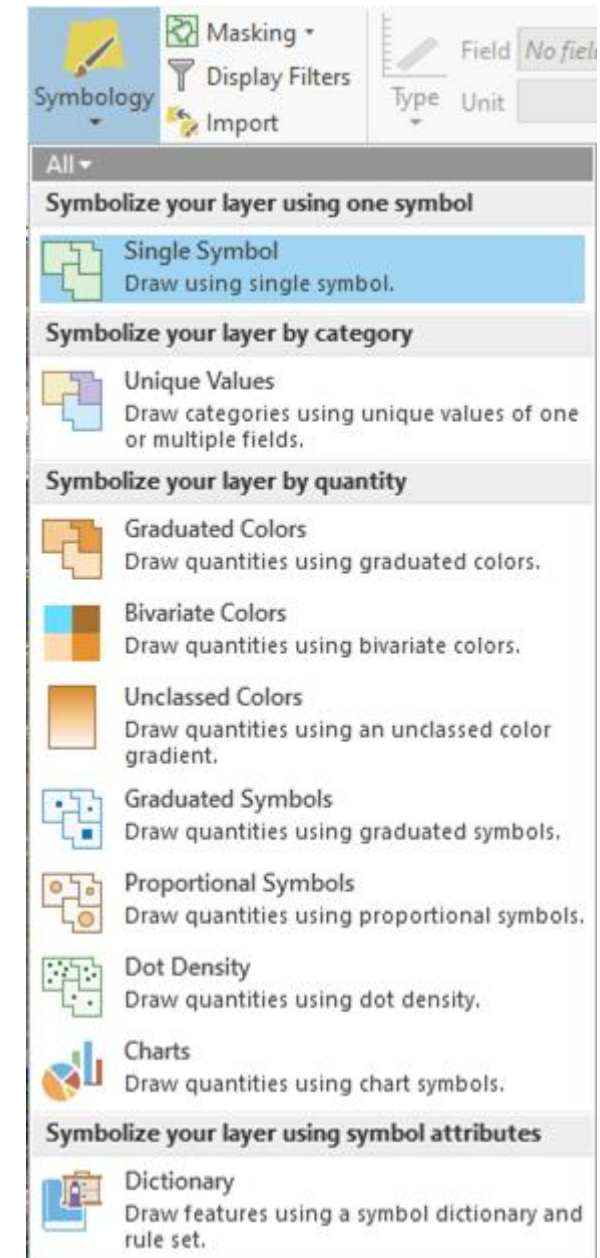 Masking
Display Filters
Import
Symbology
Field
Type
Unit
All
Symbolize your layer using one symbol
Single Symbol
Draw using single symbol.
Symbolize your layer by category
Unique Values
Draw categories using unique values of one
or multiple fields.
Symbolize your layer by quantity
Graduated Colors
Draw quantities using graduated colors.
Bivariate Colors
Draw quantities using bivariate colors.
Unclassed Colors
Draw quantities using an unclassed color
gradient.
Graduated Symbols
Draw quantities using graduated symbols.
Proportional Symbols
Draw quantities using proportional symbols.
Dot Density
Draw quantities using dot density.
Charts
Draw quantities using chart symbols.
Symbolize your layer using symbol attributes
Dictionary
Draw features using a symbol dictionary and
rule set.